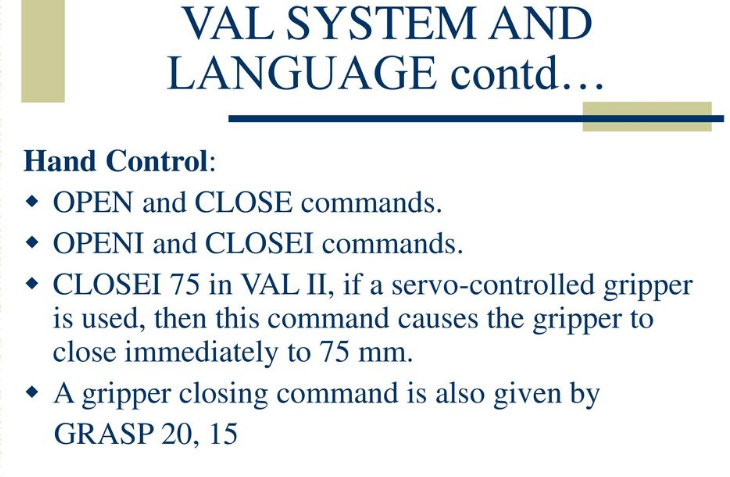 VAL SYSTEM AND
LANGUAGE contd…
Hand Control:
◆ OPEN and CLOSE commands.
◆ OPENI and CLOSEI commands.
◆ CLOSEI 75 in VAL II, if a servo-controlled gripper
is used, then this command causes the gripper to
close immediately to 75 mm.
◆ A gripper closing command is also given by
GRASP 20, 15